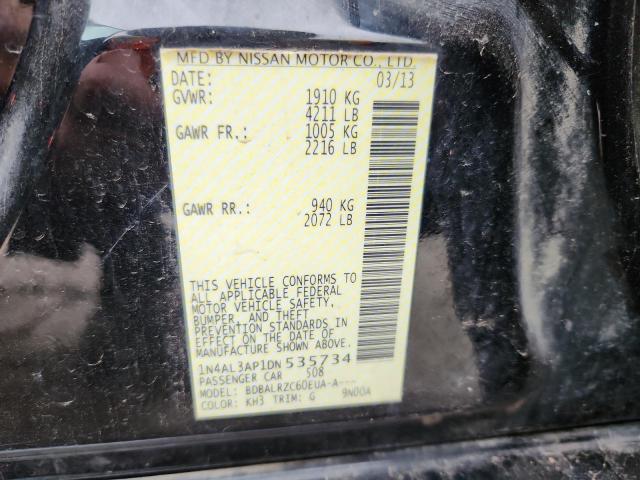 MFD BY NISSAN MOTOR CO., LTD.
DATE: 03/13
GVWR: 1910 KG
4211 LB
GAWR FR.: 1005 KG
2216 LB
GAWR RR.: 940 KG
2072 LB
THIS VEHICLE CONFORMS TO
ALL APPLICABLE FEDERAL
MOTOR VEHICLE SAFETY,
BUMPER, AND THEFT
PREVENTION STANDARDS IN
EFFECT ON THE DATE OF
MANUFACTURE SHOWN ABOVE.
1N4AL3AP1DN535734
PASSENGER CAR 508
MODEL: BDBALRZC60EUA-A---
COLOR: KH3 TRIM: G 9N00A